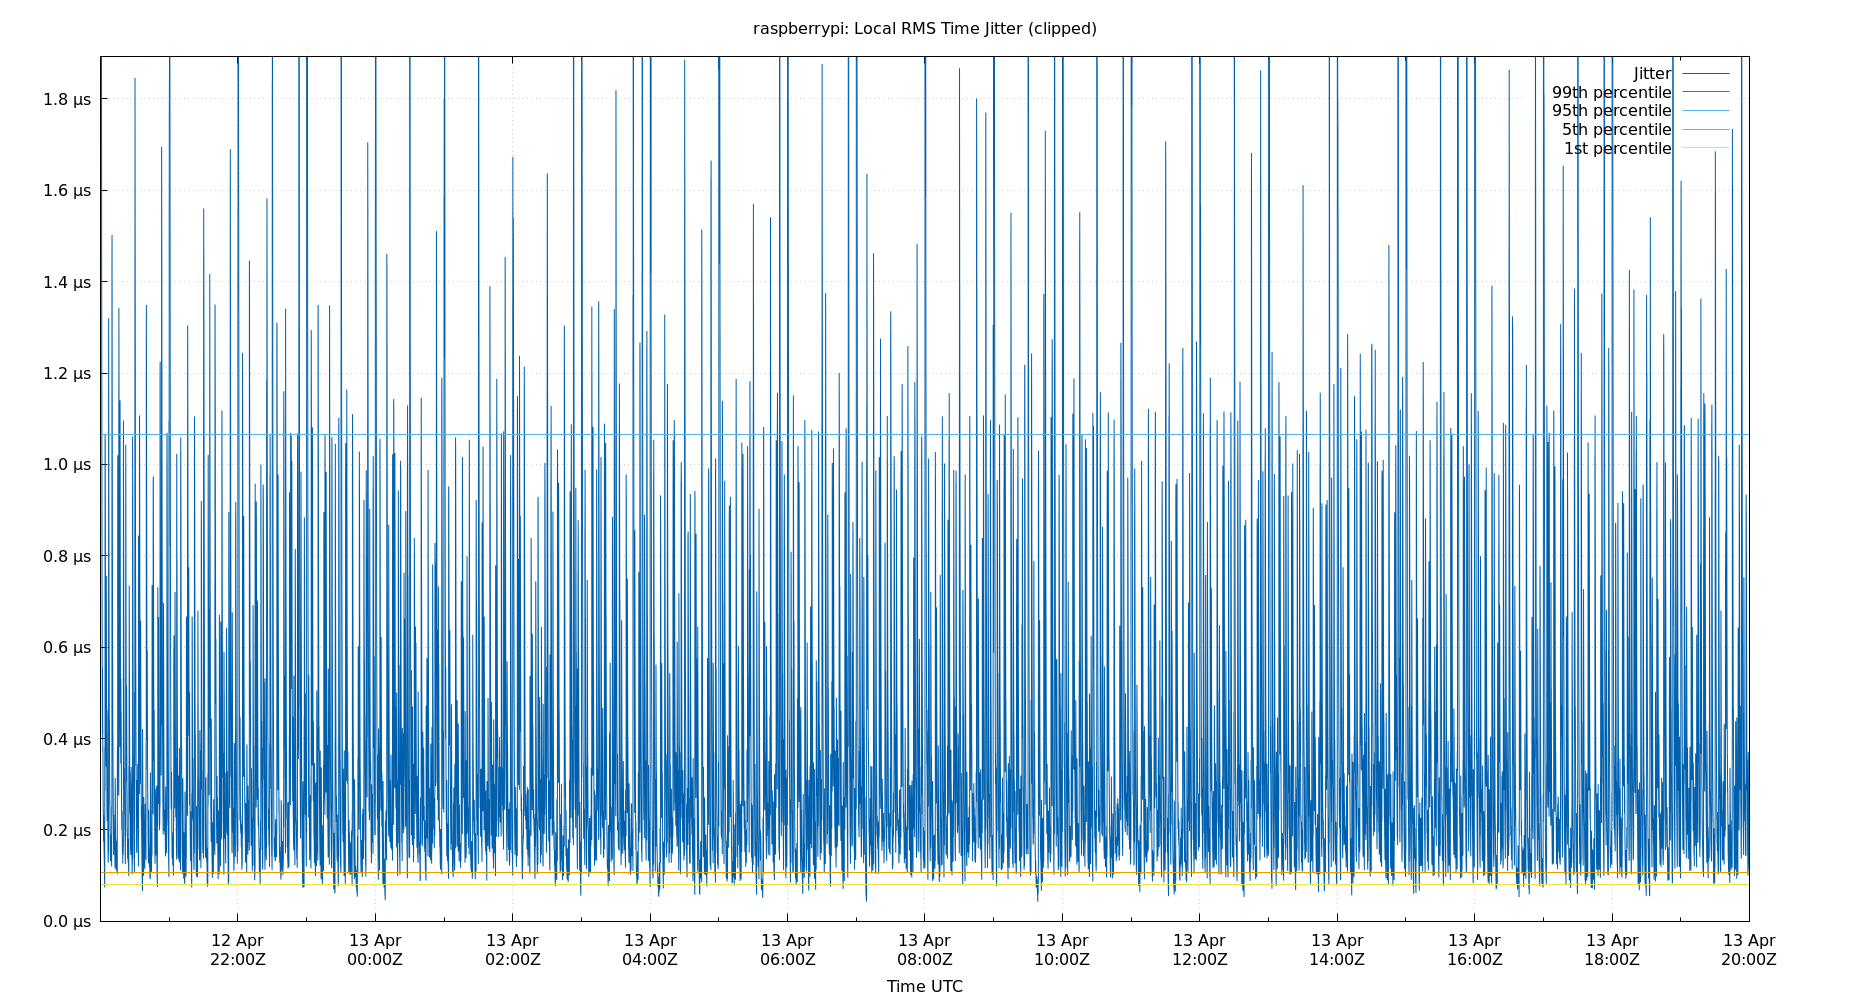 raspberrypi: Local RMS Time Jitter (clipped)
Jitter
99th percentile
95th percentile
5th percentile
1st percentile
1.8 µs
1.6 µs
1.4 µs
1.2 µs
1.0 µs
0.8 µs
0.6 µs
0.4 µs
0.2 µs
0.0 µs
12 Apr 13 Apr 13 Apr 13 Apr 13 Apr 13 Apr 13 Apr 13 Apr 13 Apr 13 Apr 13 Apr 13 Apr
22:00Z 00:00Z 02:00Z 04:00Z 06:00Z 08:00Z 10:00Z 12:00Z 14:00Z 16:00Z 18:00Z 20:00Z
Time UTC